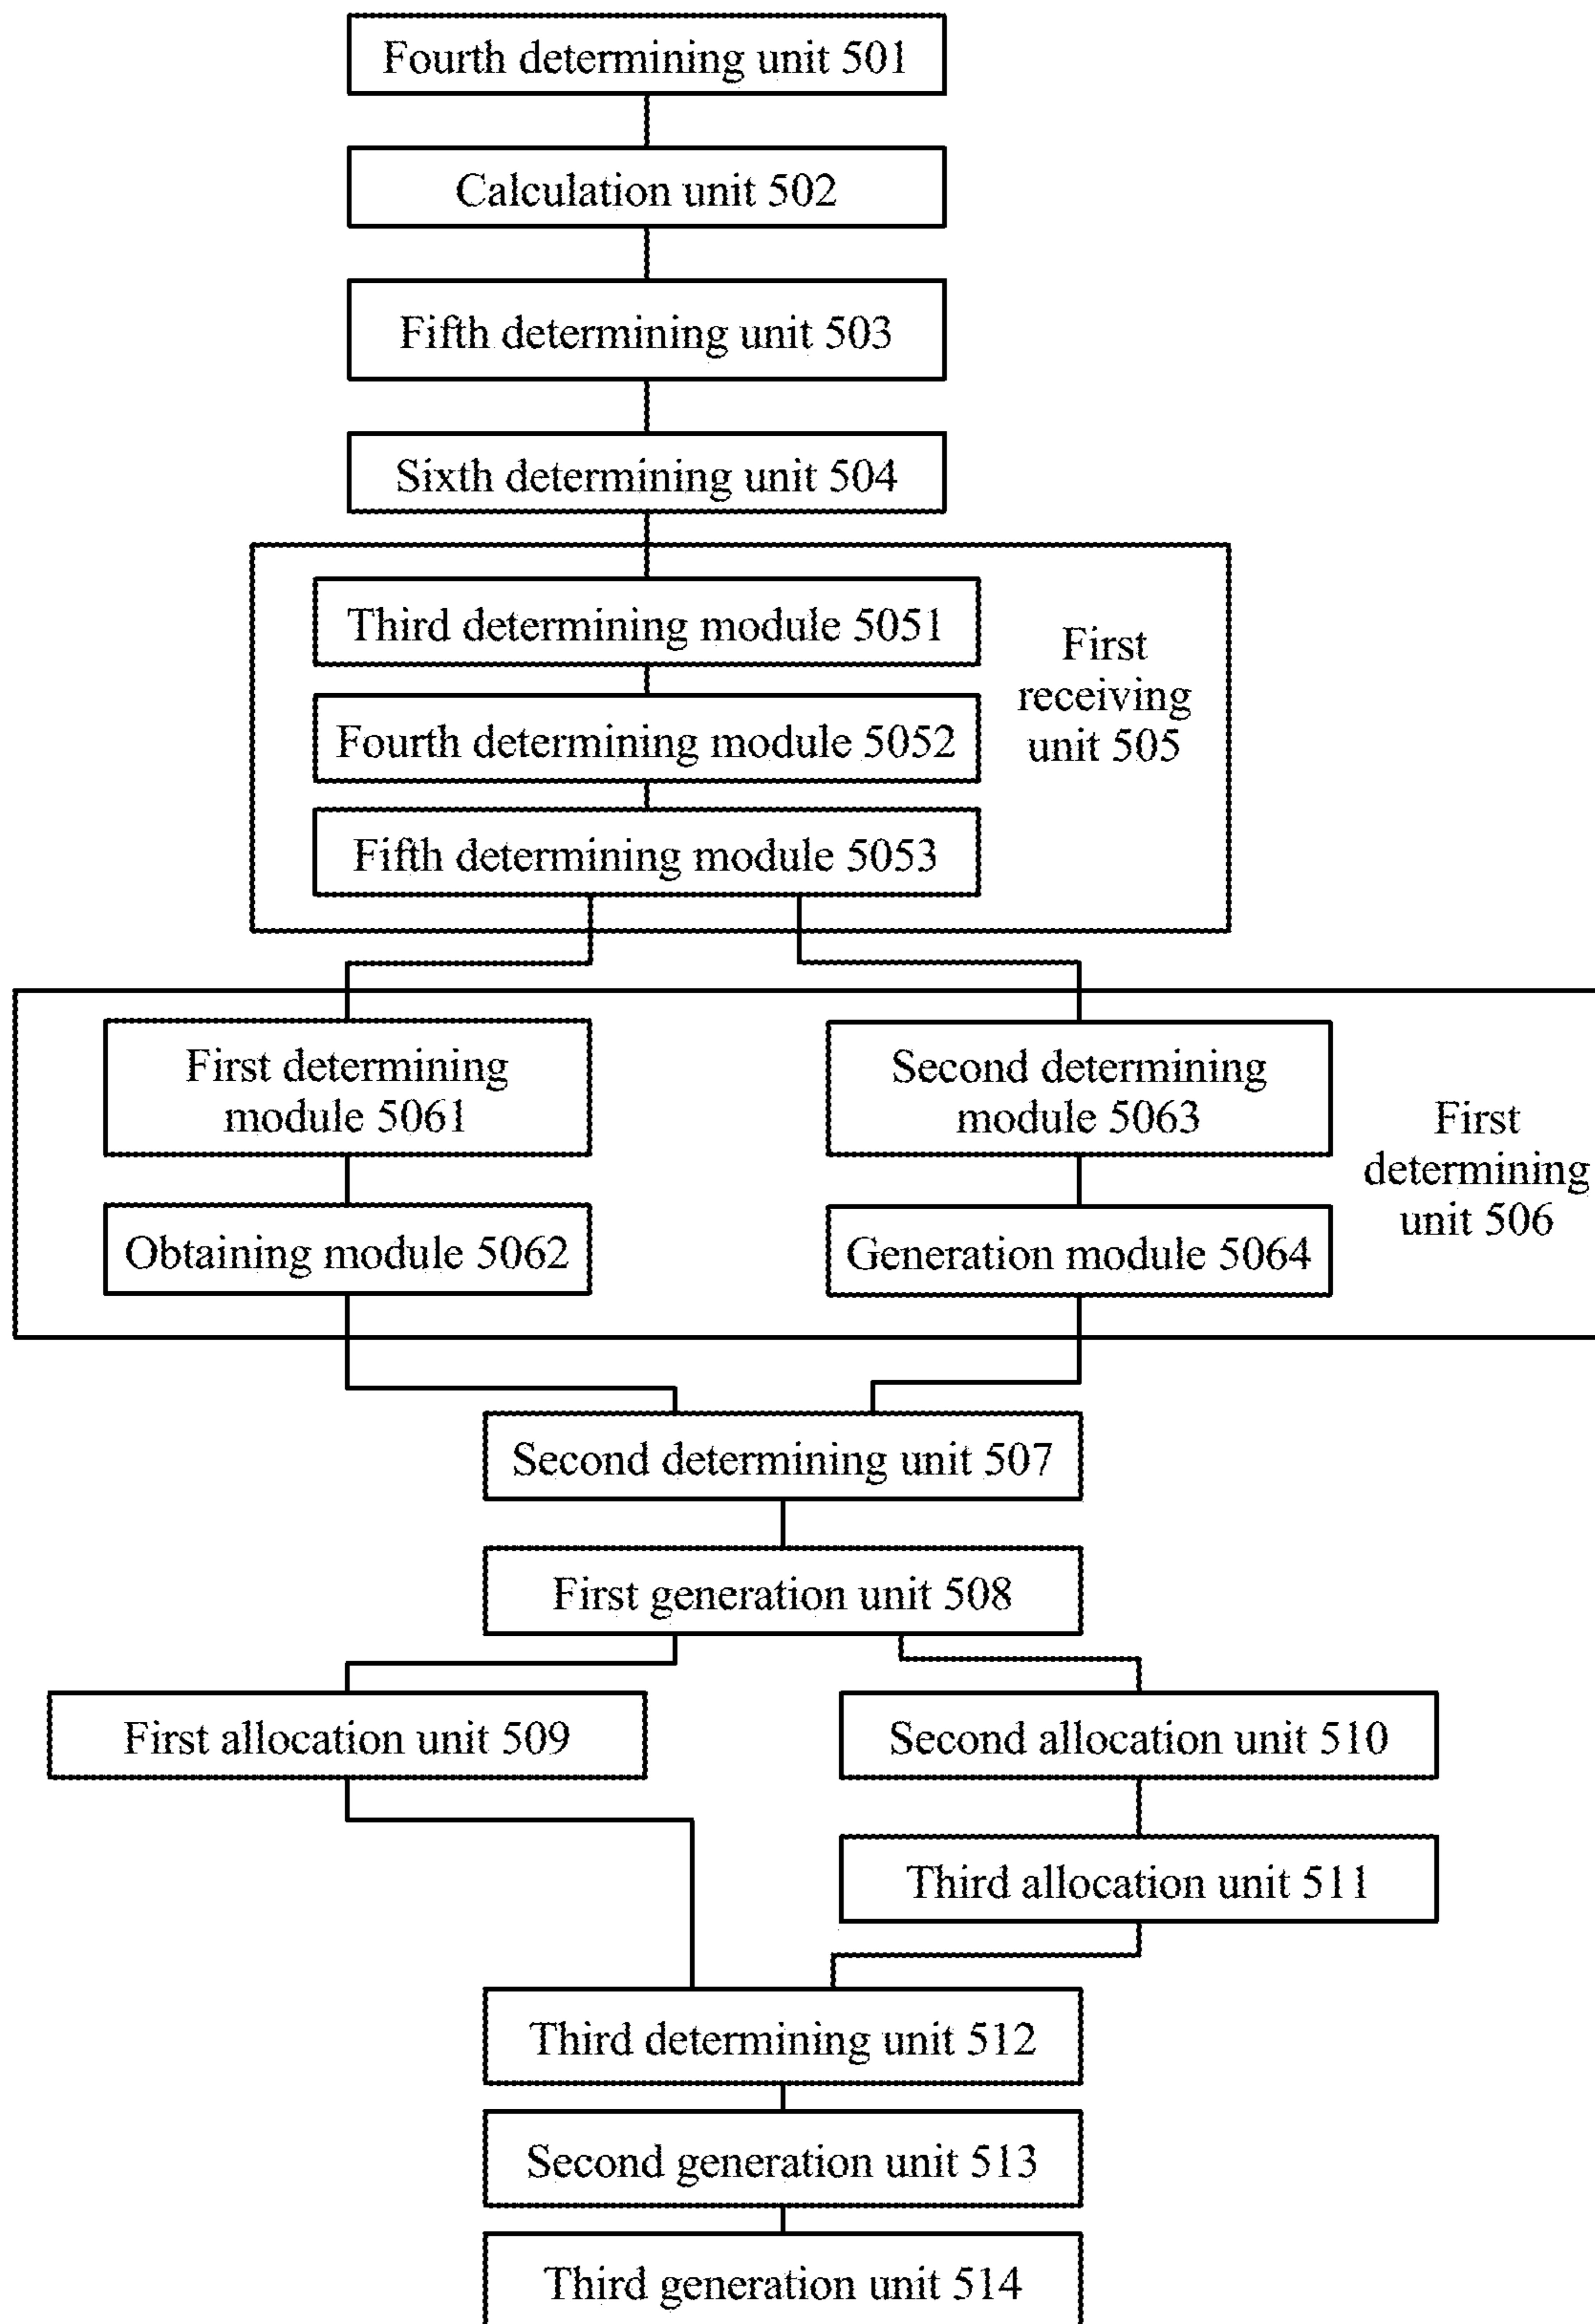 Fourth determining unit 501
Calculation unit 502
Fifth determining unit 503
Sixth determining unit 504
Third determining module 5051
Fourth determining module 5052
Fifth determining module 5053
First
receiving
unit 505
First determining
module 5061
Obtaining module 5062
Second determining
module 5063
Generation module 5064
First
determining
unit 506
Second determining unit 507
First generation unit 508
First allocation unit 509
Second allocation unit 510
Third allocation unit 511
Third determining unit 512
Second generation unit 513
Third generation unit 514